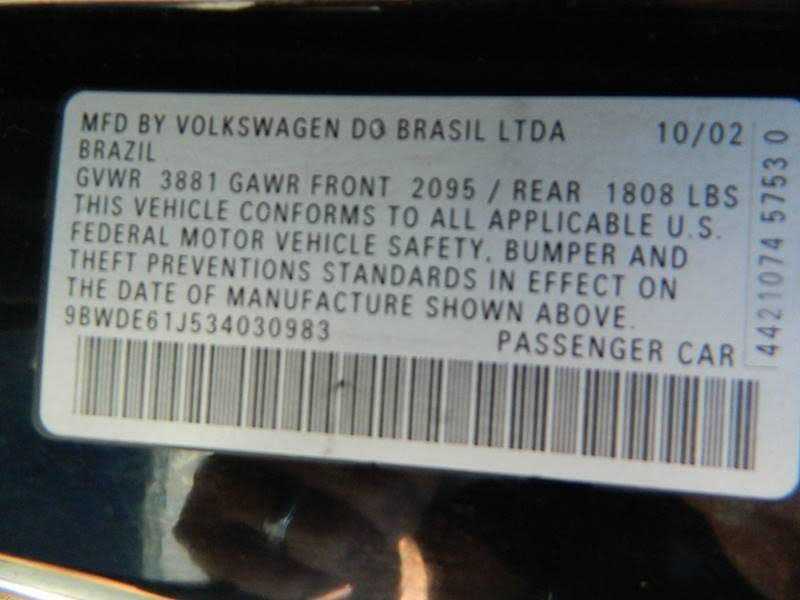 MFD BY VOLKSWAGEN DO BRASIL LTDA 10/02
BRAZIL
GVWR 3881 GAWR FRONT 2095 / REAR 1808 LBS
THIS VEHICLE CONFORMS TO ALL APPLICABLE U.S.
FEDERAL MOTOR VEHICLE SAFETY, BUMPER AND
THEFT PREVENTIONS STANDARDS IN EFFECT ON
THE DATE OF MANUFACTURE SHOWN ABOVE.
9BWDE61J534030983 PASSENGER CAR
4421074 57530